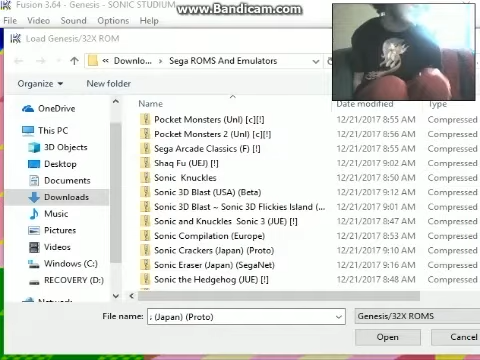 Fusion 3.64 - Genesis - SONIC STUDIUM
www.Bandicam.com
File Video Sound Options Help
Load Genesis/32X ROM
« Downlo... › Sega ROMS And Emulators
Organize New folder
Name Date modified Type
OneDrive
This PC
3D Objects
Desktop
Documents
Downloads
Music
Pictures
Videos
Windows (C:)
RECOVERY (D:)
Network
Pocket Monsters (Unl) [c][!] 12/21/2017 8:55 AM Compressed
Pocket Monsters 2 (Unl) [c][!] 12/21/2017 8:56 AM Compressed
Sega Arcade Classics (F) [!] 12/21/2017 8:55 AM Compressed
Shaq Fu (UEJ) [!] 12/21/2017 9:02 AM Compressed
Sonic Knuckles 12/21/2017 8:50 AM Compressed
Sonic 3D Blast (USA) (Beta) 12/21/2017 9:12 AM Compressed
Sonic 3D Blast ~ Sonic 3D Flickies Island (... 12/21/2017 9:01 AM Compressed
Sonic and Knuckles Sonic 3 (JUE) [!] 12/21/2017 8:47 AM Compressed
Sonic Compilation (Europe) 12/21/2017 8:53 AM Compressed
Sonic Crackers (Japan) (Proto) 12/21/2017 9:10 AM Compressed
Sonic Eraser (Japan) (SegaNet) 12/21/2017 9:16 AM Compressed
Sonic the Hedgehog (JUE) [!] 12/21/2017 8:48 AM Compressed
File name: ; (Japan) (Proto) Genesis/32X ROMS
Open Cancel